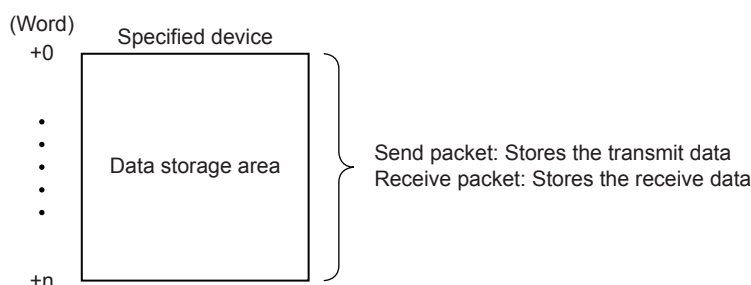 (Word)
Specified device
+0
Data storage area
Send packet: Stores the transmit data
Receive packet: Stores the receive data
+n